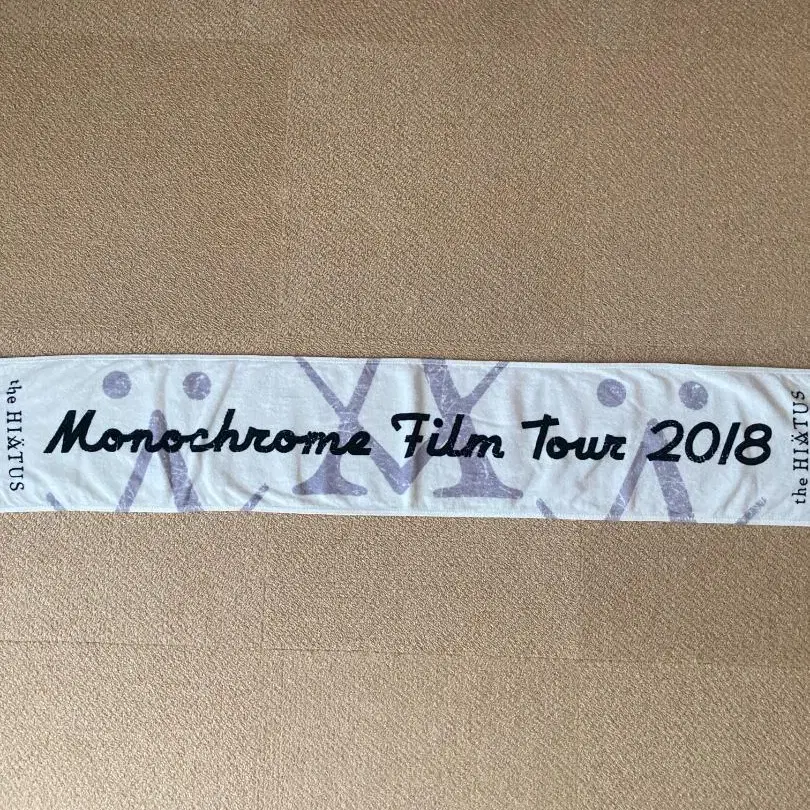 the HIATUS
Monochrome Film Tour 2018
the HIATUS